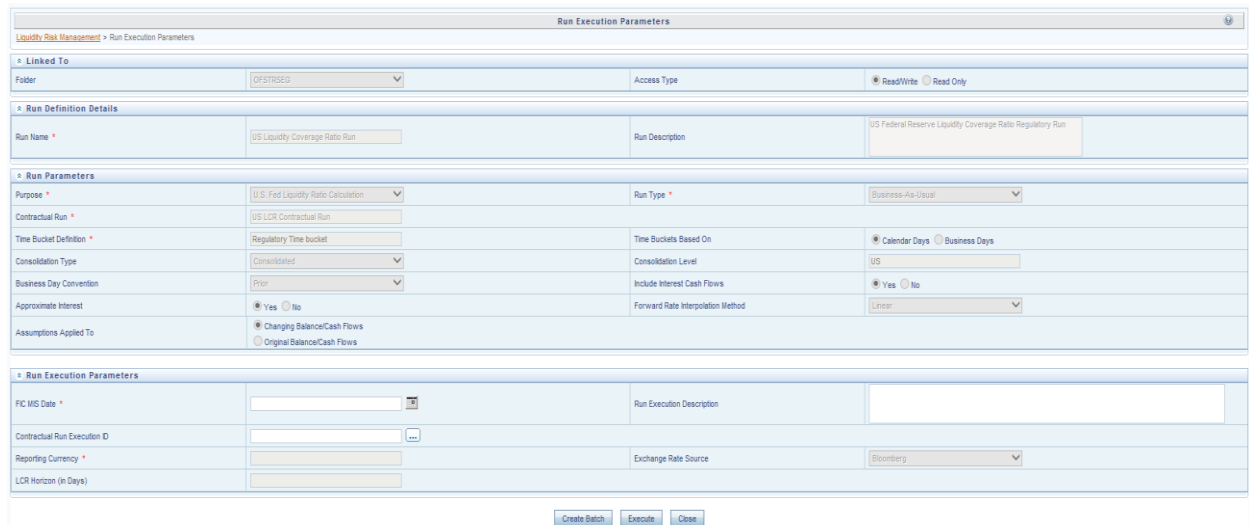 Run Execution Parameters
Liquidity Risk Management > Run Execution Parameters
Linked To
Folder OFSTRSEG Access Type Read/Write Read Only
Run Definition Details
Run Name * US Liquidity Coverage Ratio Run Run Description US Federal Reserve Liquidity Coverage Ratio Regulatory Run
Run Parameters
Purpose * U.S. Fed Liquidity Ratio Calculation Run Type * Business-As-Usual
Contractual Run * US LCR Contractual Run
Time Bucket Definition * Regulatory Time bucket Time Buckets Based On Calendar Days Business Days
Consolidation Type Consolidated Consolidation Level US
Business Day Convention Prior Include Interest Cash Flows Yes No
Approximate Interest Yes No Forward Rate Interpolation Method Linear
Assumptions Applied To Changing Balance/Cash Flows
Original Balance/Cash Flows
Run Execution Parameters
FIC MIS Date * Run Execution Description
Contractual Run Execution ID ...
Reporting Currency * Exchange Rate Source Bloomberg
LCR Horizon (in Days)
Create Batch Execute Close